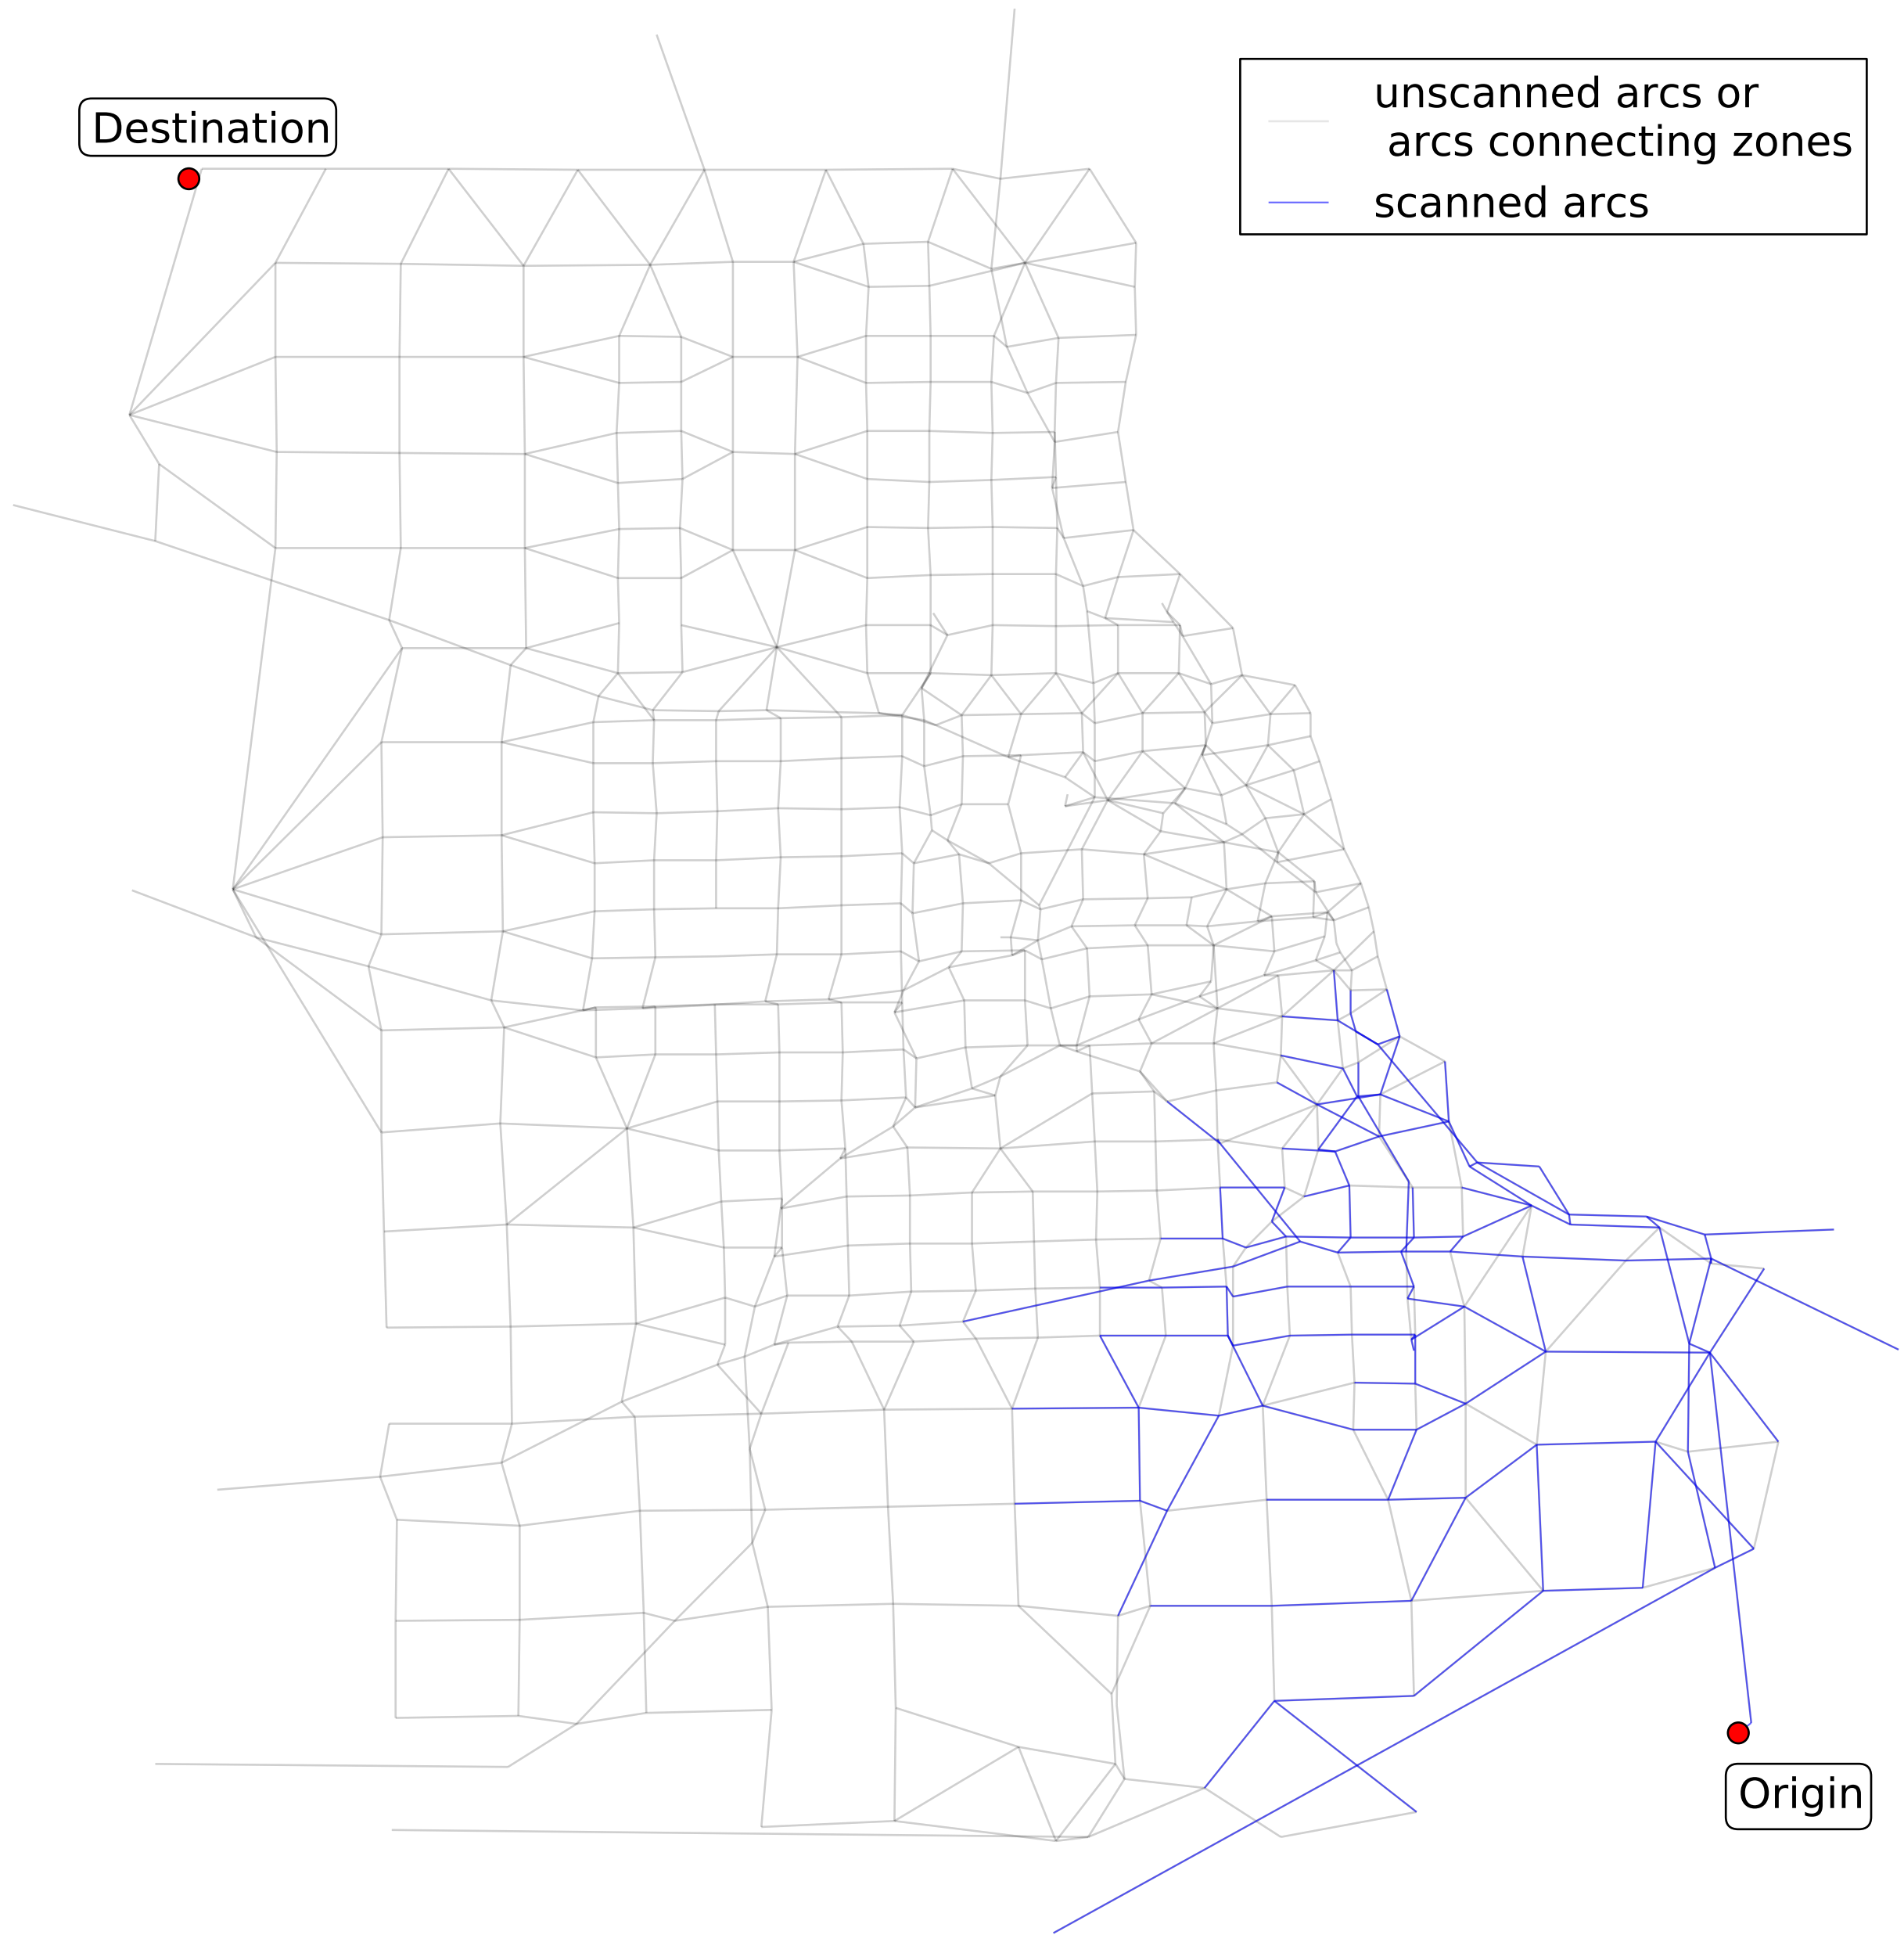 Destination
unscanned arcs or
arcs connecting zones
scanned arcs
Origin